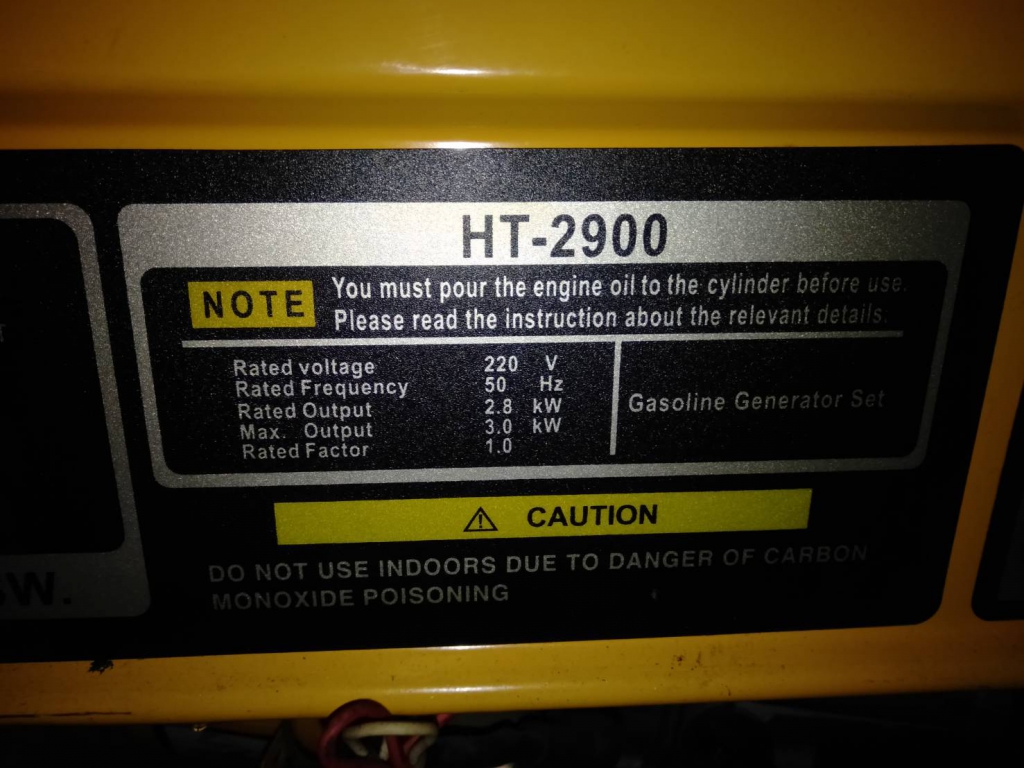 HT-2900
NOTE
You must pour the engine oil to the cylinder before use.
Please read the instruction about the relevant details.
Rated voltage 220 V
Rated Frequency 50 Hz
Rated Output 2.8 kW
Max. Output 3.0 kW
Rated Factor 1.0
Gasoline Generator Set
CAUTION
DO NOT USE INDOORS DUE TO DANGER OF CARBON
MONOXIDE POISONING